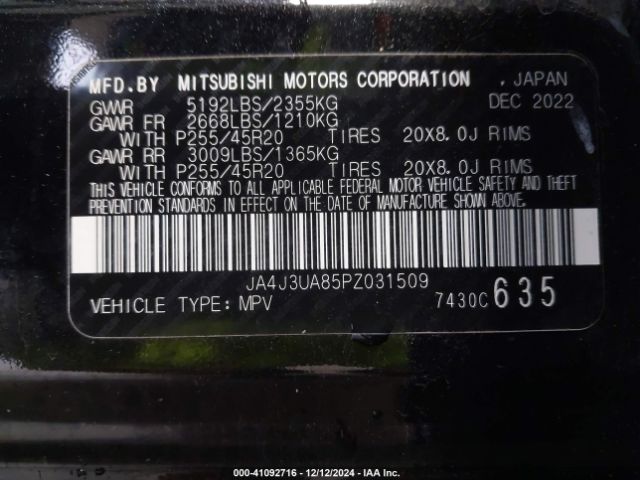 MFD.BY MITSUBISHI MOTORS CORPORATION , JAPAN
GVWR 5192LBS/2355KG DEC 2022
GAWR FR 2668LBS/1210KG
WITH P255/45R20 TIRES 20X8.0J RIMS
GAWR RR 3009LBS/1365KG
WITH P255/45R20 TIRES 20X8.0J RIMS
THIS VEHICLE CONFORMS TO ALL APPLICABLE FEDERAL MOTOR VEHICLE SAFETY AND THEFT
PREVENTION STANDARDS IN EFFECT ON THE DATE OF MANUFACTURE SHOWN ABOVE.
JA4J3UA85PZ031509
VEHICLE TYPE: MPV 7430C 635
000-41092716 - 12/12/2024 - IAA Inc.